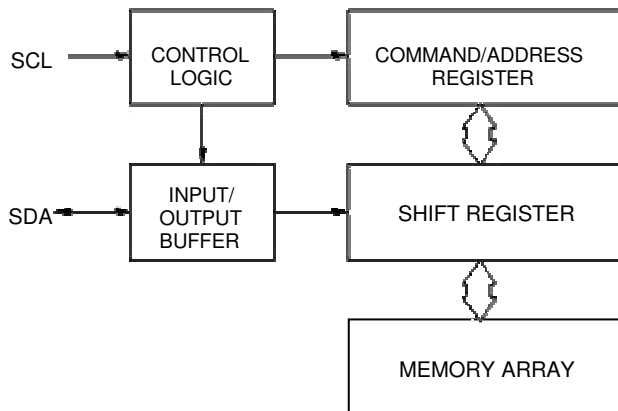 SCL
CONTROL
LOGIC
COMMAND/ADDRESS
REGISTER
SDA
INPUT/
OUTPUT
BUFFER
SHIFT REGISTER
MEMORY ARRAY